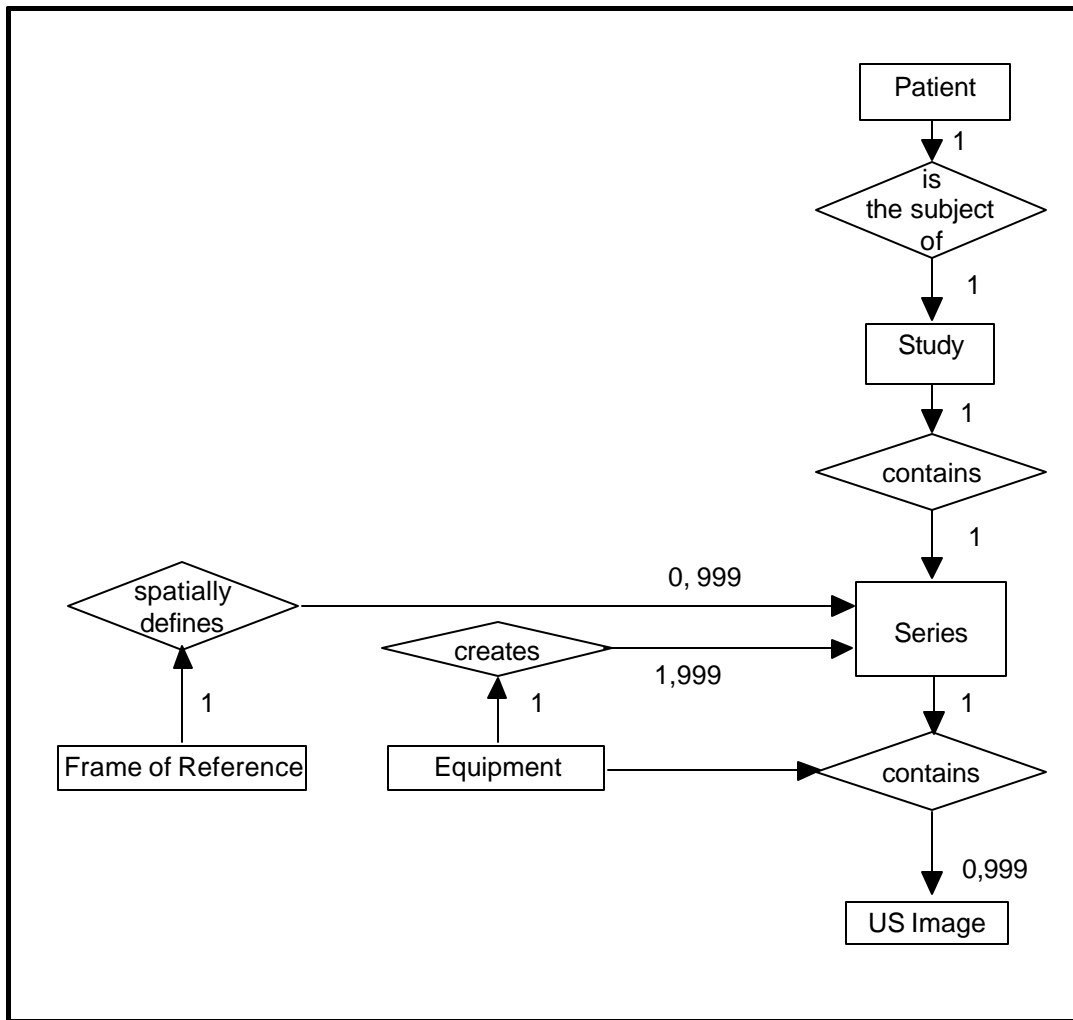 Patient
1
is
the subject
of
1
Study
1
contains
1
spatially
defines
0, 999
Series
creates
1,999
1
1
1
Frame of Reference
Equipment
contains
0,999
US Image